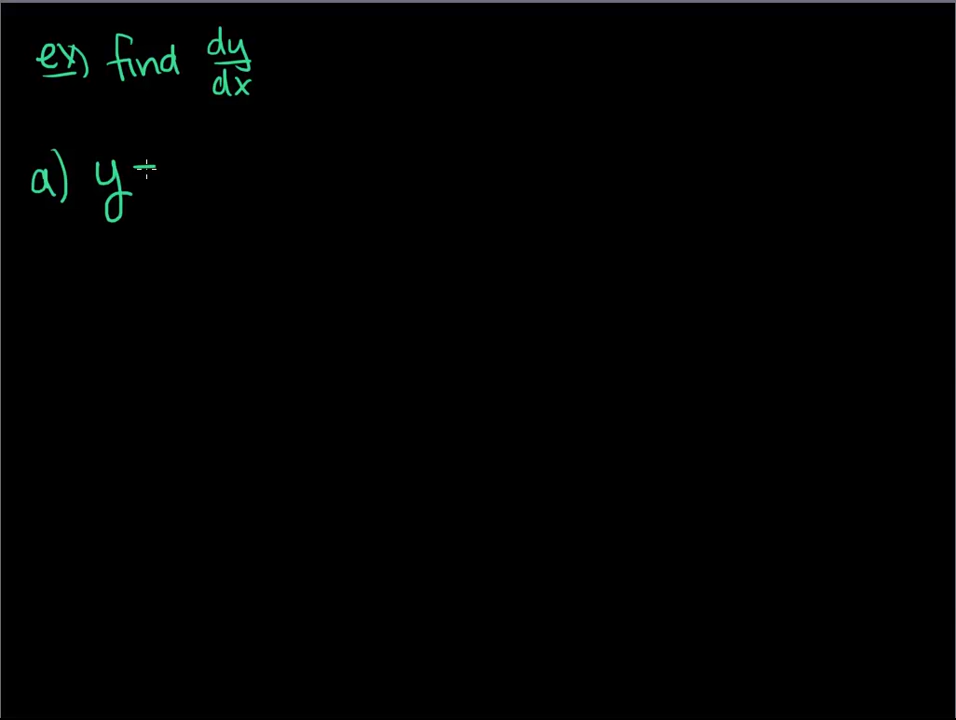 ex) find dy/dx
a) y =